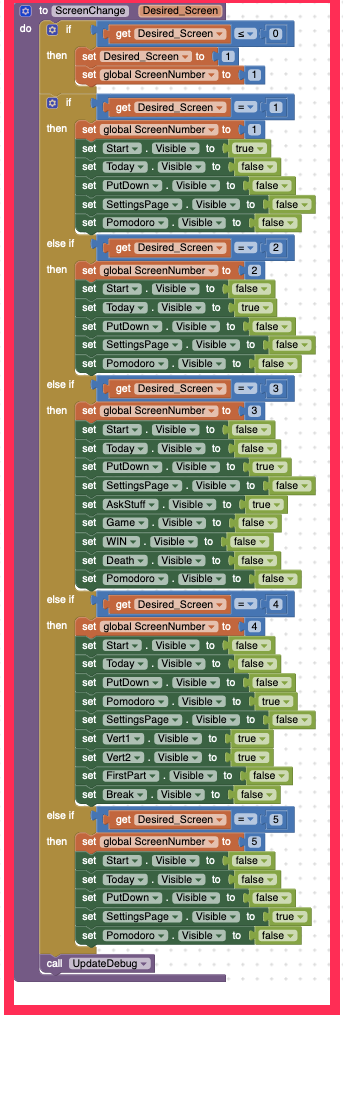 to ScreenChange Desired_Screen
do if get Desired_Screen ≤ 0
then set Desired_Screen to 1
set global ScreenNumber to 1
if get Desired_Screen = 1
then set global ScreenNumber to 1
set Start . Visible to true
set Today . Visible to false
set PutDown . Visible to false
set SettingsPage . Visible to false
set Pomodoro . Visible to false
else if get Desired_Screen = 2
then set global ScreenNumber to 2
set Start . Visible to false
set Today . Visible to true
set PutDown . Visible to false
set SettingsPage . Visible to false
set Pomodoro . Visible to false
else if get Desired_Screen = 3
then set global ScreenNumber to 3
set Start . Visible to false
set Today . Visible to false
set PutDown . Visible to true
set SettingsPage . Visible to false
set AskStuff . Visible to true
set Game . Visible to false
set WIN . Visible to false
set Death . Visible to false
set Pomodoro . Visible to false
else if get Desired_Screen = 4
then set global ScreenNumber to 4
set Start . Visible to false
set Today . Visible to false
set PutDown . Visible to false
set Pomodoro . Visible to true
set SettingsPage . Visible to false
set Vert1 . Visible to true
set Vert2 . Visible to true
set FirstPart . Visible to false
set Break . Visible to false
else if get Desired_Screen = 5
then set global ScreenNumber to 5
set Start . Visible to false
set Today . Visible to false
set PutDown . Visible to false
set SettingsPage . Visible to true
set Pomodoro . Visible to false
call UpdateDebug